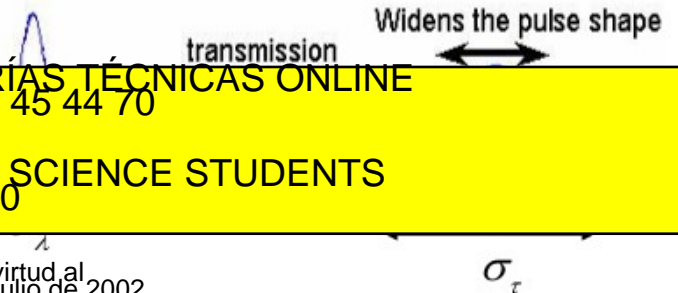 Widens the pulse shape
transmission
RÍAS TÉCNICAS ONLINE
45 44 70
SCIENCE STUDENTS
0
λ
virtud al
julio de 2002
σ τ